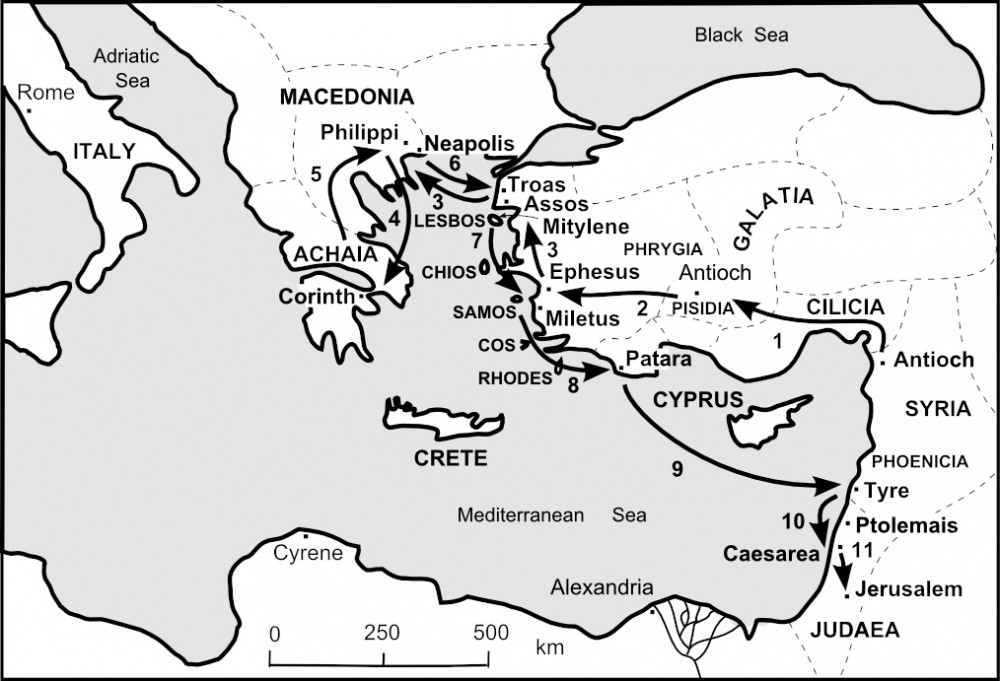 Black Sea
Adriatic
Sea
Rome
MACEDONIA
Philippi
Neapolis
ITALY
5
6
Troas
3
Assos
4
LESBOS
Mitylene
GALATIA
7
3
PHRYGIA
ACHAIA
CHIOS
Ephesus
Antioch
Corinth
2
PISIDIA
CILICIA
SAMOS
Miletus
1
COS
Patara
Antioch
RHODES
8
CYPRUS
SYRIA
CRETE
9
PHOENICIA
Tyre
Mediterranean Sea
10
Ptolemais
Cyrene
Caesarea
11
Alexandria
Jerusalem
0 250 500
km
JUDAEA